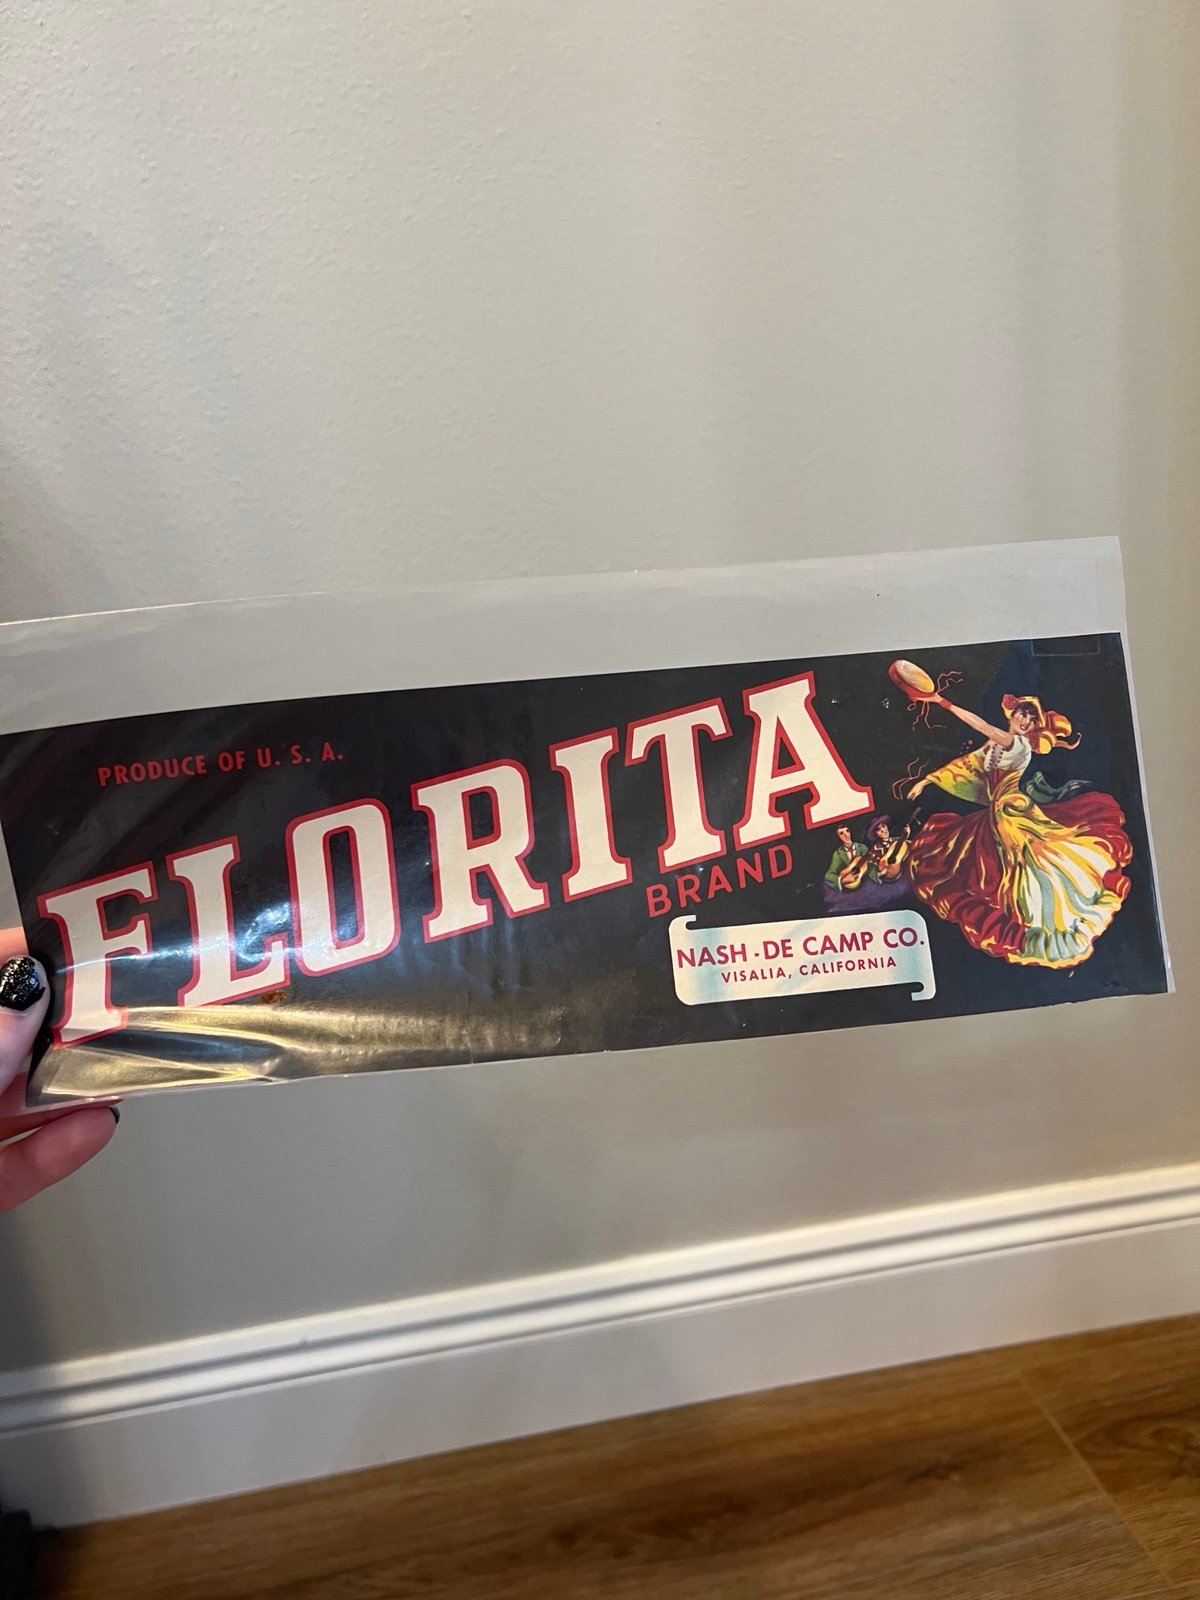 PRODUCE OF U. S. A.
FLORITA
BRAND
NASH - DE CAMP CO.
VISALIA, CALIFORNIA